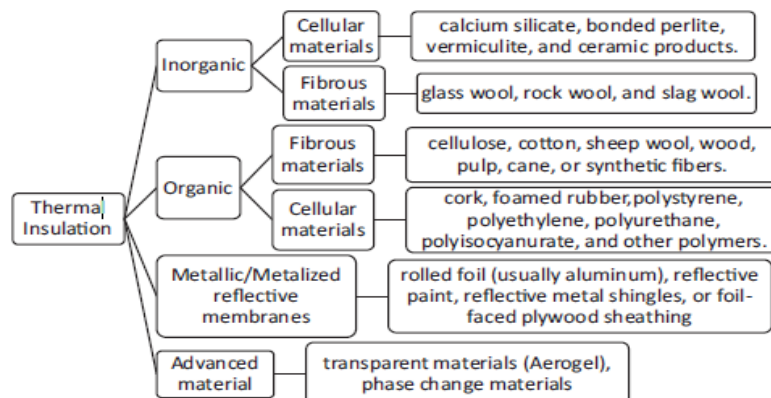 Cellular
materials
calcium silicate, bonded perlite,
vermiculite, and ceramic products.
Inorganic
Fibrous
materials
glass wool, rock wool, and slag wool.
Fibrous
materials
cellulose, cotton, sheep wool, wood,
pulp, cane, or synthetic fibers.
Organic
Cellular
materials
cork, foamed rubber,polystyrene,
polyethylene, polyurethane,
polyisocyanurate, and other polymers.
Thermal
Insulation
Metallic/Metalized
reflective
membranes
rolled foil (usually aluminum), reflective
paint, reflective metal shingles, or foil-
faced plywood sheathing
Advanced
material
transparent materials (Aerogel),
phase change materials